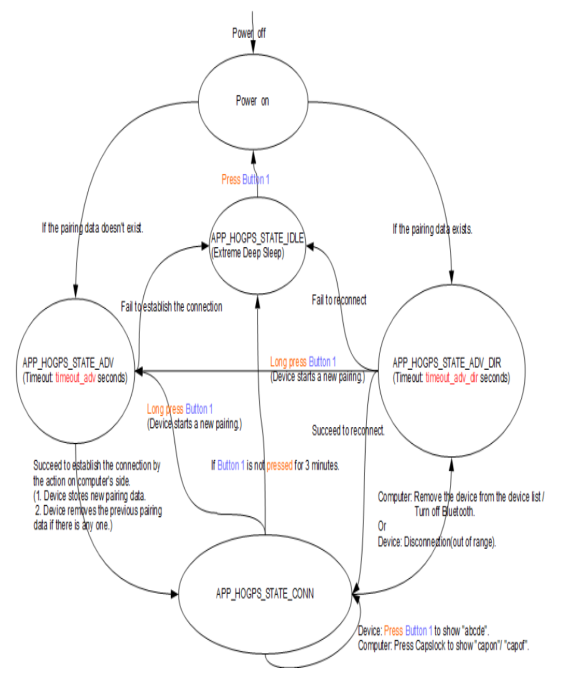 Power off
Power on
Press Button 1
If the pairing data doesn't exist.
If the pairing data exists.
APP_HOGPS_STATE_IDLE
(Extreme Deep Sleep)
Fail to establish the connection
Fail to reconnect
APP_HOGPS_STATE_ADV
(Timeout: timeout_adv seconds)
Long press Button 1
(Device starts a new pairing.)
APP_HOGPS_STATE_ADV_DIR
(Timeout: timeout_adv_dir seconds)
Long press Button 1
(Device starts a new pairing.)
Succeed to reconnect.
Succeed to establish the connection by
the action on computer's side.
(1. Device stores new pairing data.
2. Device removes the previous pairing
data if there is any one.)
If Button 1 is not pressed for 3 minutes.
Computer: Remove the device from the device list /
Turn off Bluetooth.
Or
Device: Disconnection(out of range).
APP_HOGPS_STATE_CONN
Device: Press Button 1 to show "abcde".
Computer: Press Capslock to show "capon"/ "capof".